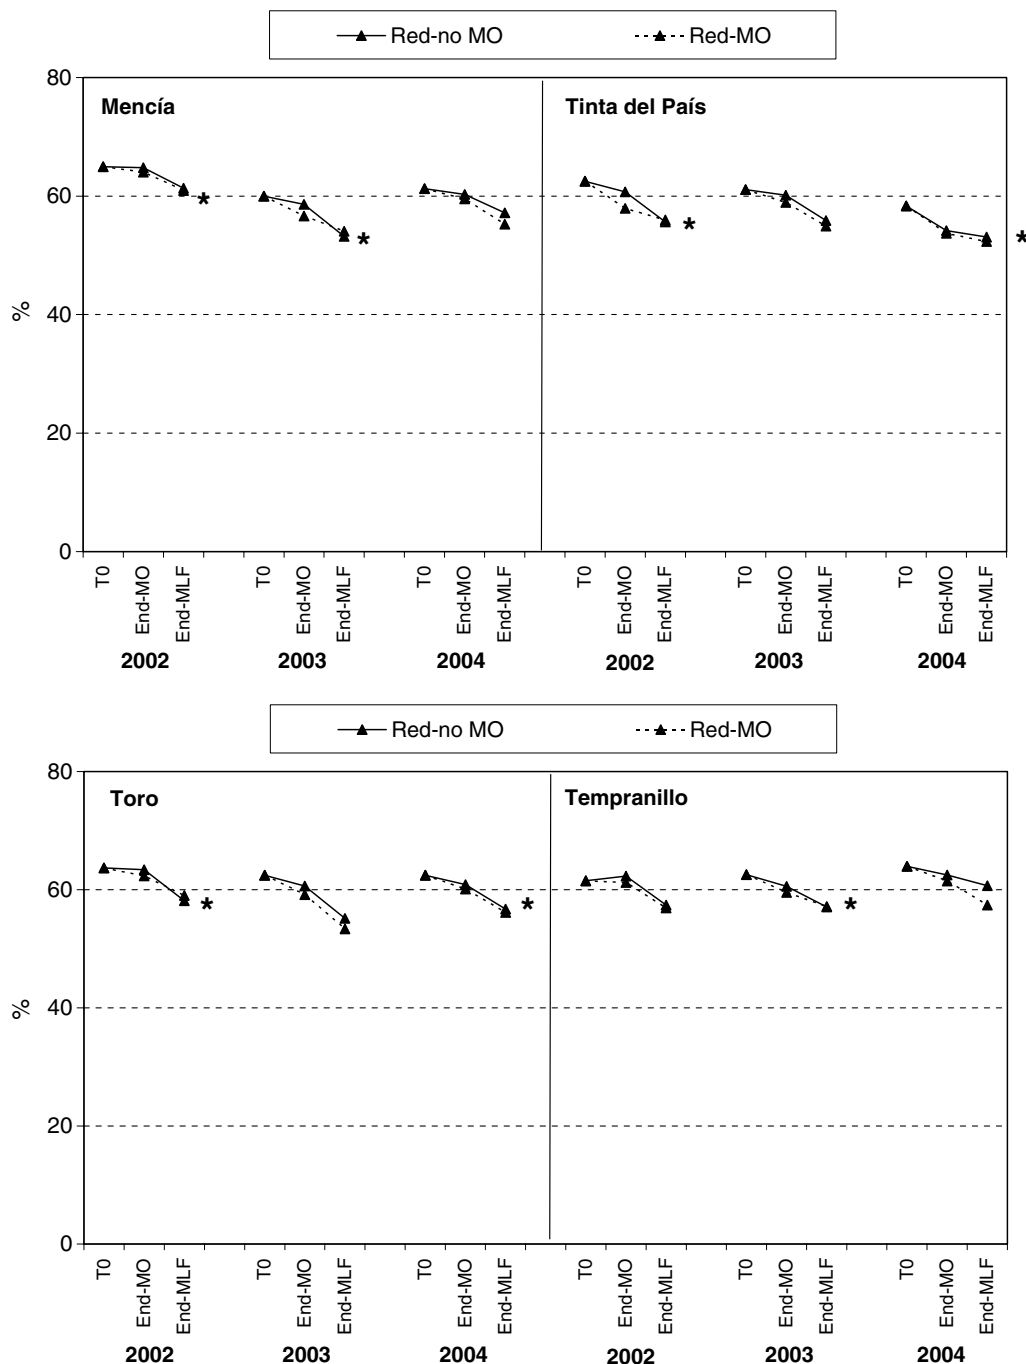 Red-no MO Red-MO
80
Mencía Tinta del País
60
* * * *
40
%
20
0
T0 End-MO End-MLF T0 End-MO End-MLF T0 End-MO End-MLF T0 End-MO End-MLF T0 End-MO End-MLF T0 End-MO End-MLF
2002 2003 2004 2002 2003 2004
Red-no MO Red-MO
80
Toro Tempranillo
60
* * *
40
%
20
0
T0 End-MO End-MLF T0 End-MO End-MLF T0 End-MO End-MLF T0 End-MO End-MLF T0 End-MO End-MLF T0 End-MO End-MLF
2002 2003 2004 2002 2003 2004